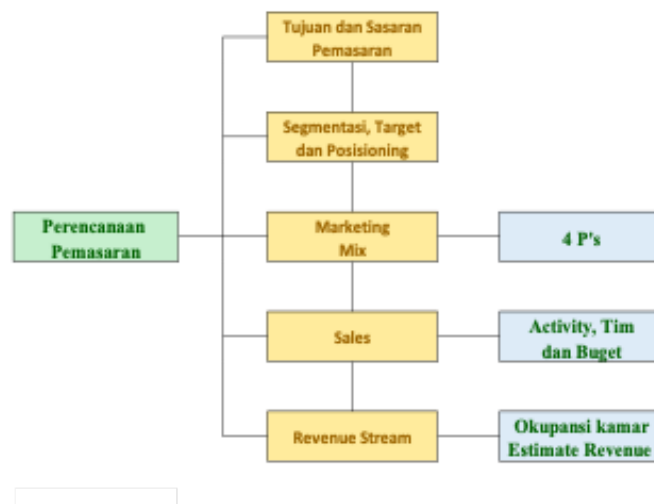 Tujuan dan Sasaran
Pemasaran
Segmentasi, Target
dan Posisioning
Perencanaan
Pemasaran
Marketing
Mix
4 P's
Sales
Activity, Tim
dan Buget
Revenue Stream
Okupansi kamar
Estimate Revenue